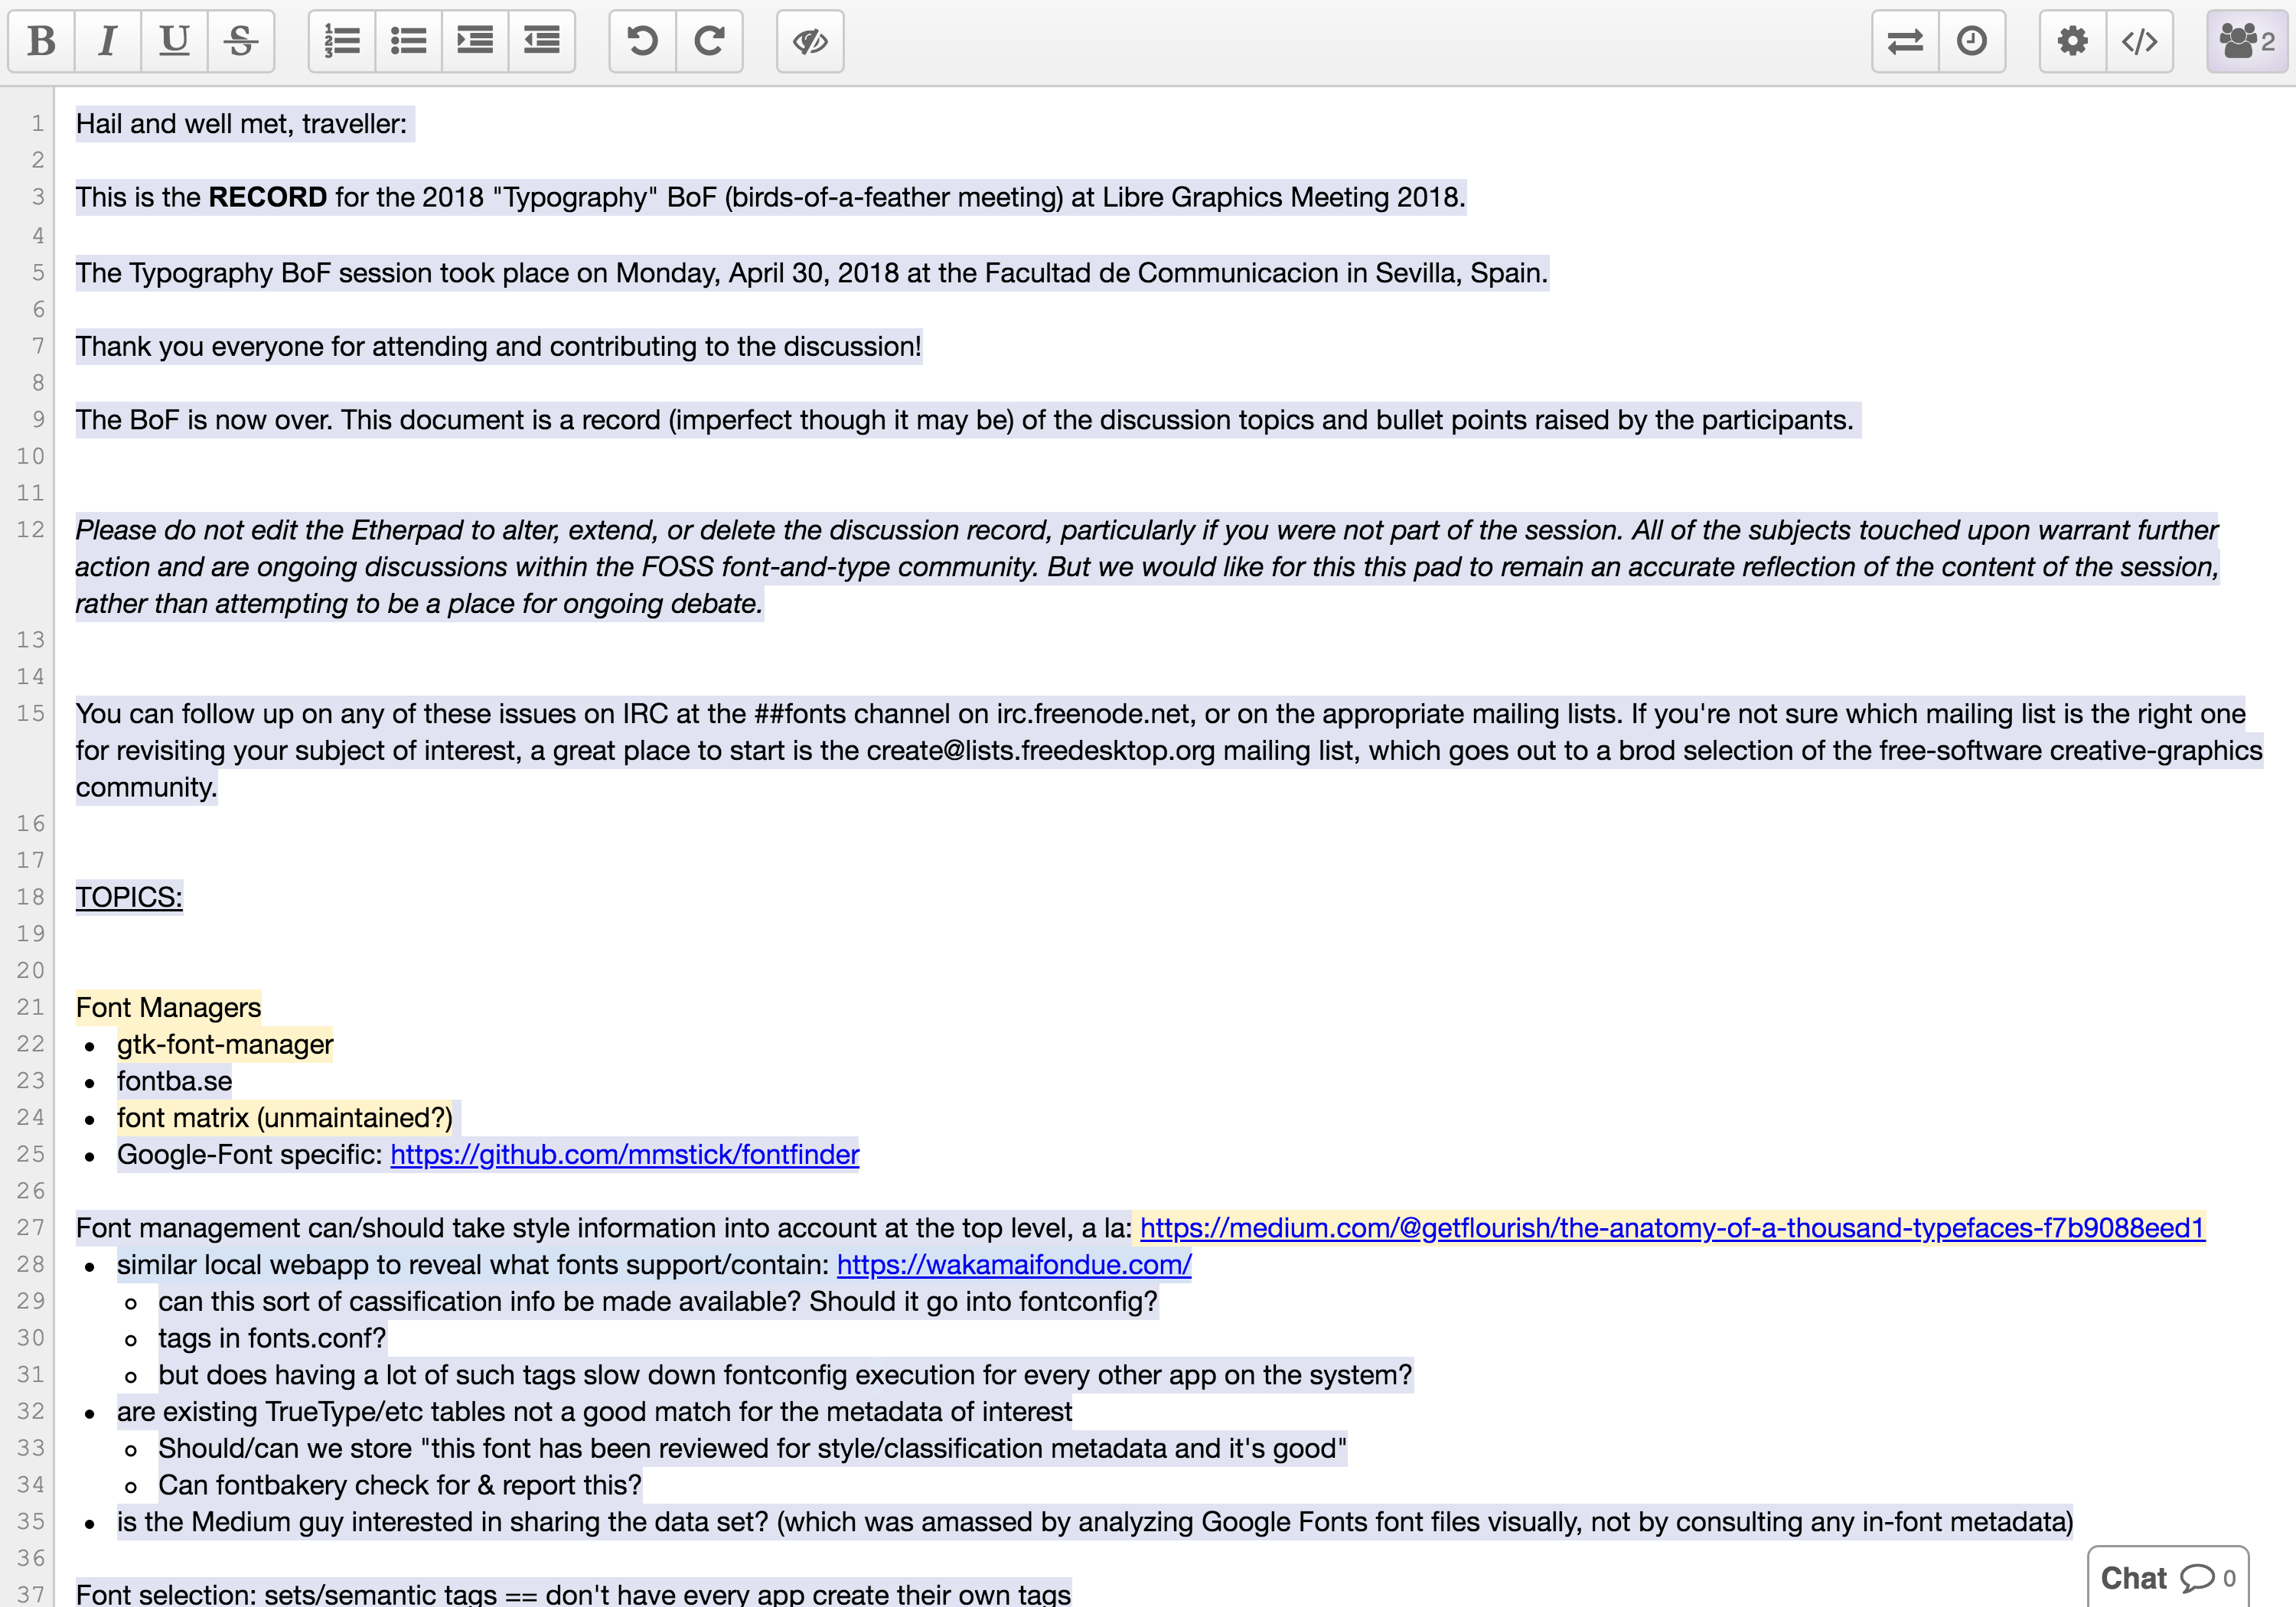 B I U S 2
1 Hail and well met, traveller:
2
3 This is the RECORD for the 2018 "Typography" BoF (birds-of-a-feather meeting) at Libre Graphics Meeting 2018.
4
5 The Typography BoF session took place on Monday, April 30, 2018 at the Facultad de Communicacion in Sevilla, Spain.
6
7 Thank you everyone for attending and contributing to the discussion!
8
9 The BoF is now over. This document is a record (imperfect though it may be) of the discussion topics and bullet points raised by the participants.
10
11
12 Please do not edit the Etherpad to alter, extend, or delete the discussion record, particularly if you were not part of the session. All of the subjects touched upon warrant further
action and are ongoing discussions within the FOSS font-and-type community. But we would like for this this pad to remain an accurate reflection of the content of the session,
rather than attempting to be a place for ongoing debate.
13
14
15 You can follow up on any of these issues on IRC at the ##fonts channel on irc.freenode.net, or on the appropriate mailing lists. If you're not sure which mailing list is the right one
for revisiting your subject of interest, a great place to start is the create@lists.freedesktop.org mailing list, which goes out to a brod selection of the free-software creative-graphics
community.
16
17
18 TOPICS:
19
20
21 Font Managers
22 • gtk-font-manager
23 • fontba.se
24 • font matrix (unmaintained?)
25 • Google-Font specific: https://github.com/mmstick/fontfinder
26
27 Font management can/should take style information into account at the top level, a la: https://medium.com/@getflourish/the-anatomy-of-a-thousand-typefaces-f7b9088eed1
28 • similar local webapp to reveal what fonts support/contain: https://wakamaifondue.com/
29 ◦ can this sort of cassification info be made available? Should it go into fontconfig?
30 ◦ tags in fonts.conf?
31 ◦ but does having a lot of such tags slow down fontconfig execution for every other app on the system?
32 • are existing TrueType/etc tables not a good match for the metadata of interest
33 ◦ Should/can we store "this font has been reviewed for style/classification metadata and it's good"
34 ◦ Can fontbakery check for & report this?
35 • is the Medium guy interested in sharing the data set? (which was amassed by analyzing Google Fonts font files visually, not by consulting any in-font metadata)
36
37 Font selection: sets/semantic tags == don't have every app create their own tags
Chat 0